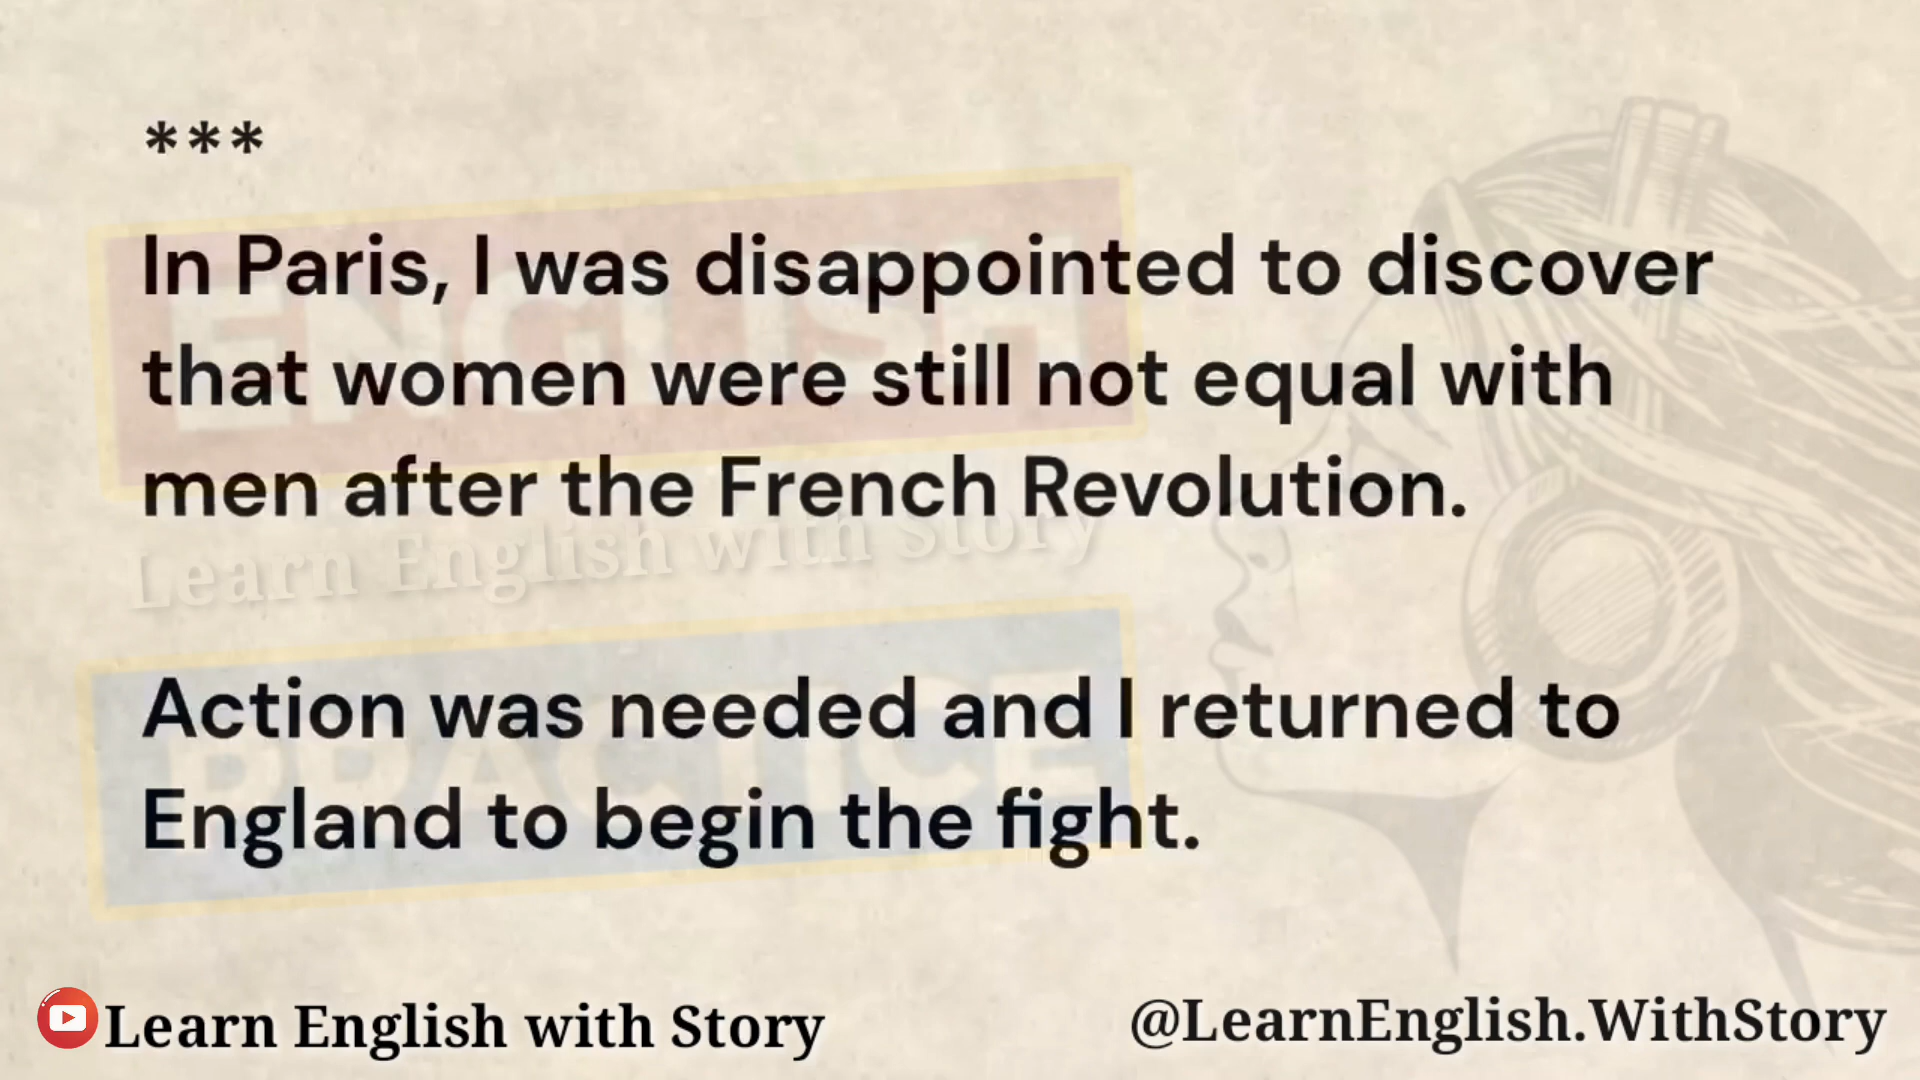 ***
In Paris, I was disappointed to discover
that women were still not equal with
men after the French Revolution.
ENGLISH
Learn English with Story
Action was needed and I returned to
England to begin the fight.
PRACTICE
Learn English with Story
@LearnEnglish.WithStory